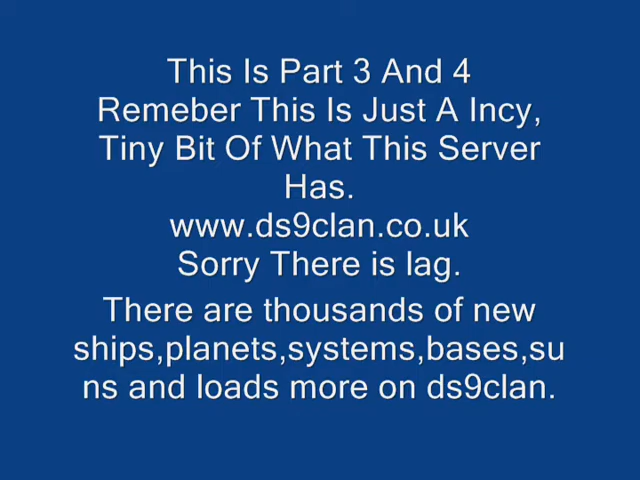 This Is Part 3 And 4
Remeber This Is Just A Incy,
Tiny Bit Of What This Server
Has.
www.ds9clan.co.uk
Sorry There is lag.
There are thousands of new
ships,planets,systems,bases,su
ns and loads more on ds9clan.